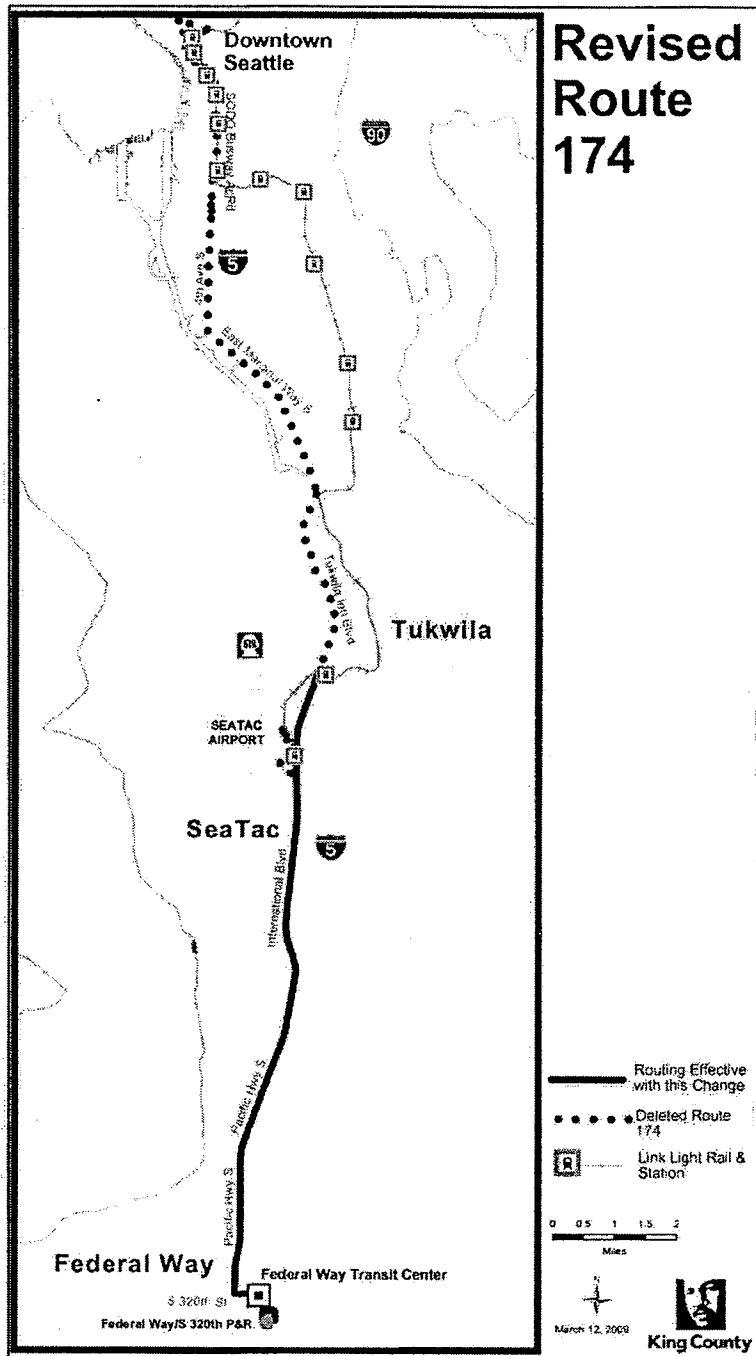 Revised
Route
174
Downtown
Seattle
SODO Busway
90
4th Ave S
5
East Marginal Way S
Tukwila Intl Blvd
Tukwila
SEATAC
AIRPORT
SeaTac
5
International Blvd
Pacific Hwy S
Pacific Hwy S
Federal Way
Federal Way Transit Center
S 320th St
Federal Way/S 320th P&R
Routing Effective
with this Change
Deleted Route
174
Link Light Rail &
Station
0 0.5 1 1.5 2
Miles
N
March 12, 2009
King County